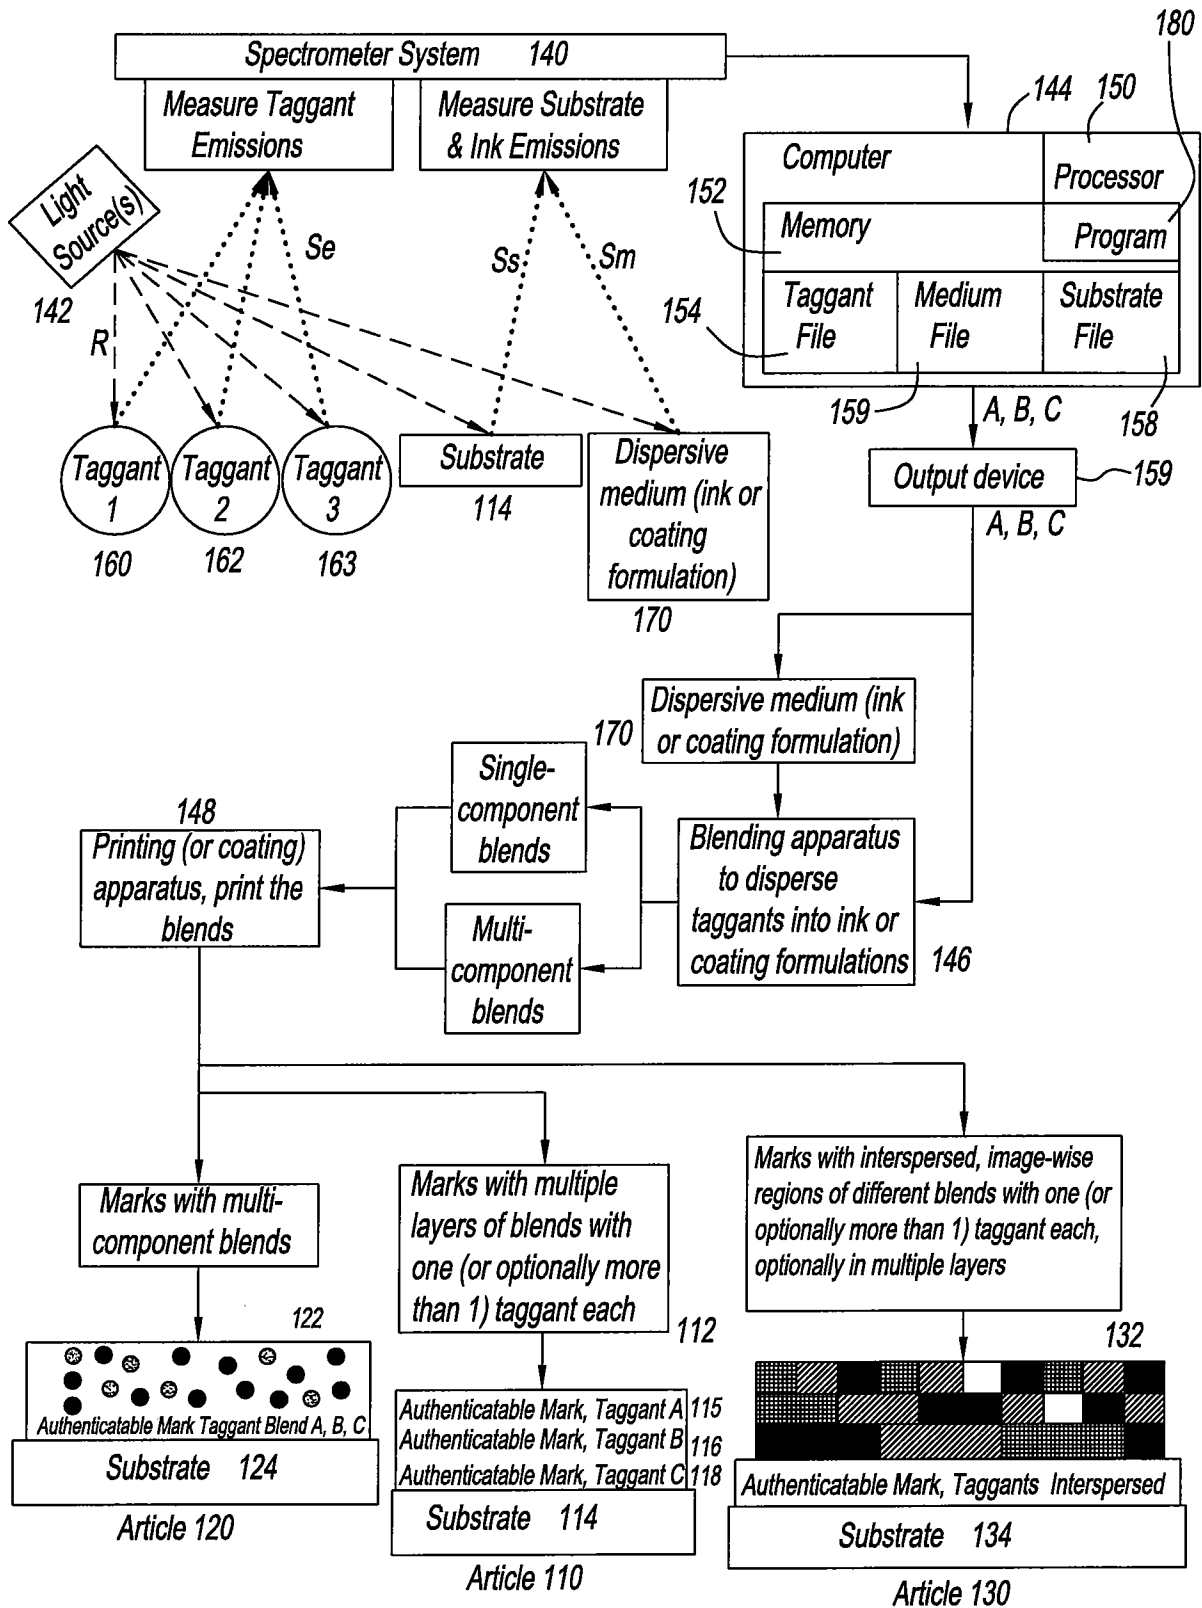 180
Spectrometer System 140
Measure Taggant
Emissions
Measure Substrate
& Ink Emissions
144
150
Computer
Processor
152
Memory
Program
Light
Source(s)
142
Se
Ss
Sm
R
154
Taggant
File
Medium
File
Substrate
File
159
A, B, C
158
Taggant
1
160
Taggant
2
162
Taggant
3
163
Substrate
114
Dispersive
medium (ink or
coating
formulation)
170
Output device
159
A, B, C
Dispersive medium (ink
or coating formulation)
170
Single-
component
blends
148
Printing (or coating)
apparatus, print the
blends
Blending apparatus
to disperse
taggants into ink or
coating formulations
146
Multi-
component
blends
Marks with multi-
component blends
Marks with multiple
layers of blends with
one (or optionally more
than 1) taggant each
Marks with interspersed, image-wise
regions of different blends with one (or
optionally more than 1) taggant each,
optionally in multiple layers
122
112
132
Authenticatable Mark Taggant Blend A, B, C
Substrate 124
Article 120
Authenticatable Mark, Taggant A 115
Authenticatable Mark, Taggant B 116
Authenticatable Mark, Taggant C 118
Substrate 114
Article 110
Authenticatable Mark, Taggants Interspersed
Substrate 134
Article 130